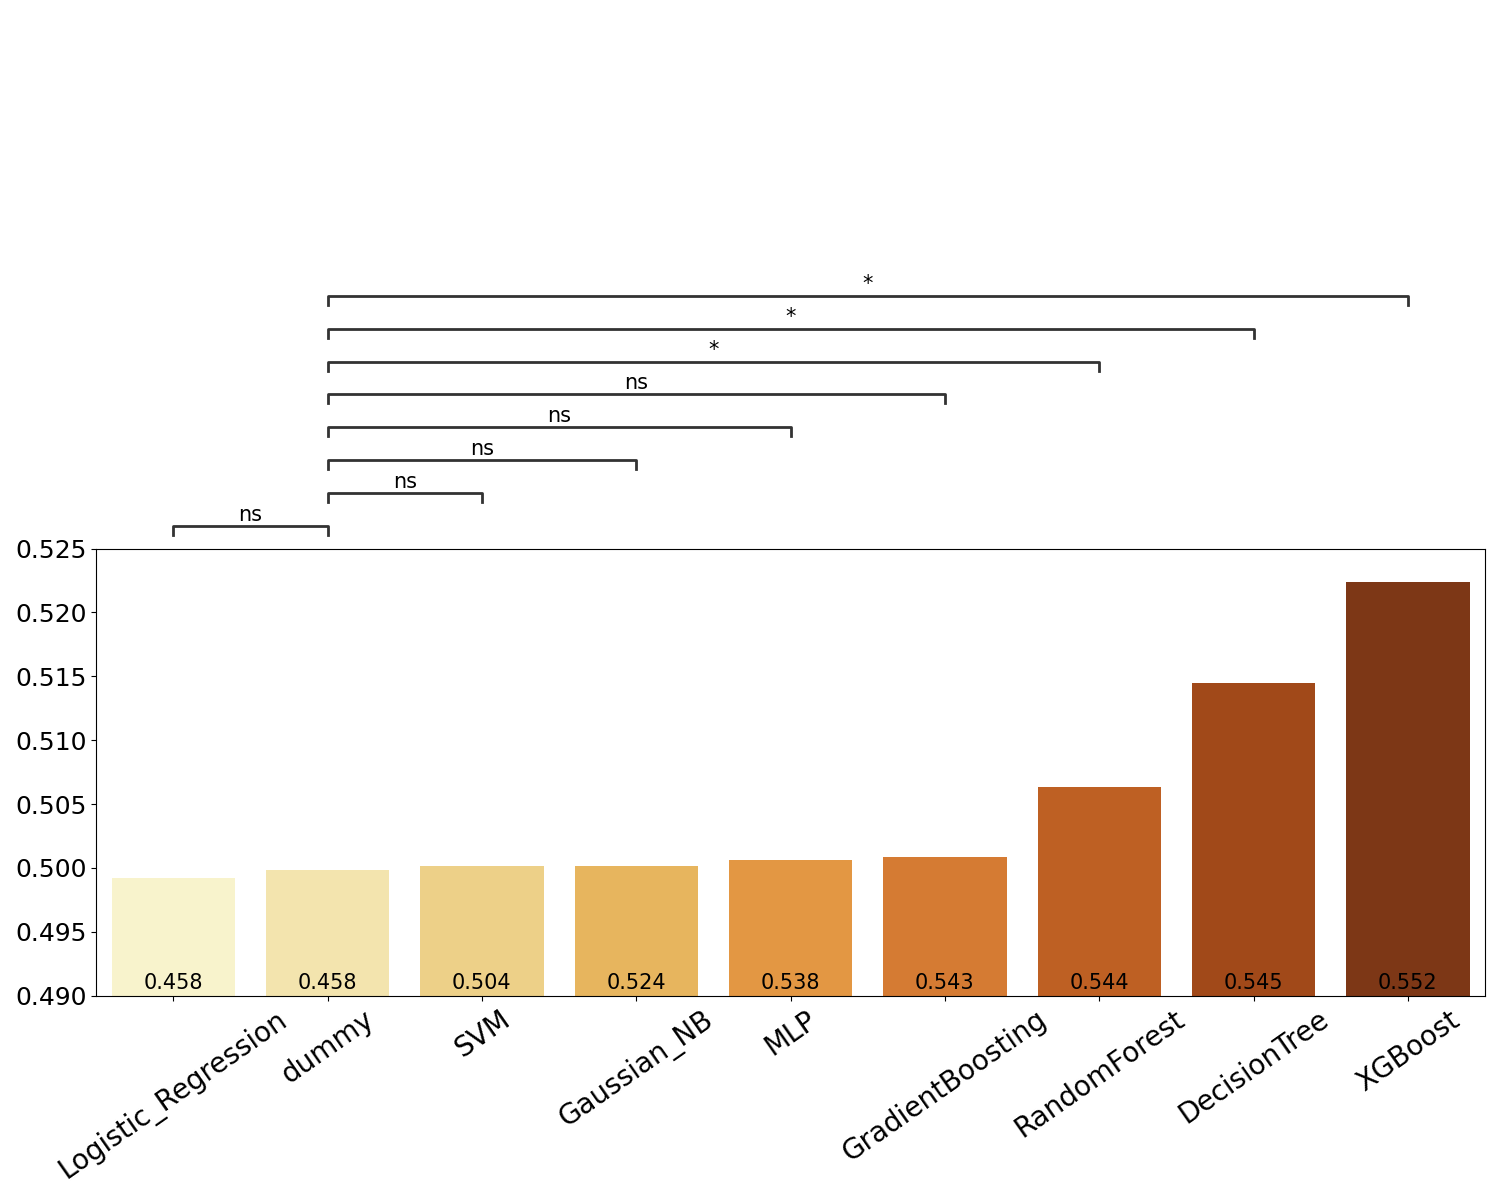 *
*
*
ns
ns
ns
ns
ns
0.525
0.520
0.515
0.510
0.505
0.500
0.495
0.490
0.458 0.458 0.504 0.524 0.538 0.543 0.544 0.545 0.552
Logistic_Regression dummy SVM Gaussian_NB MLP GradientBoosting RandomForest DecisionTree XGBoost